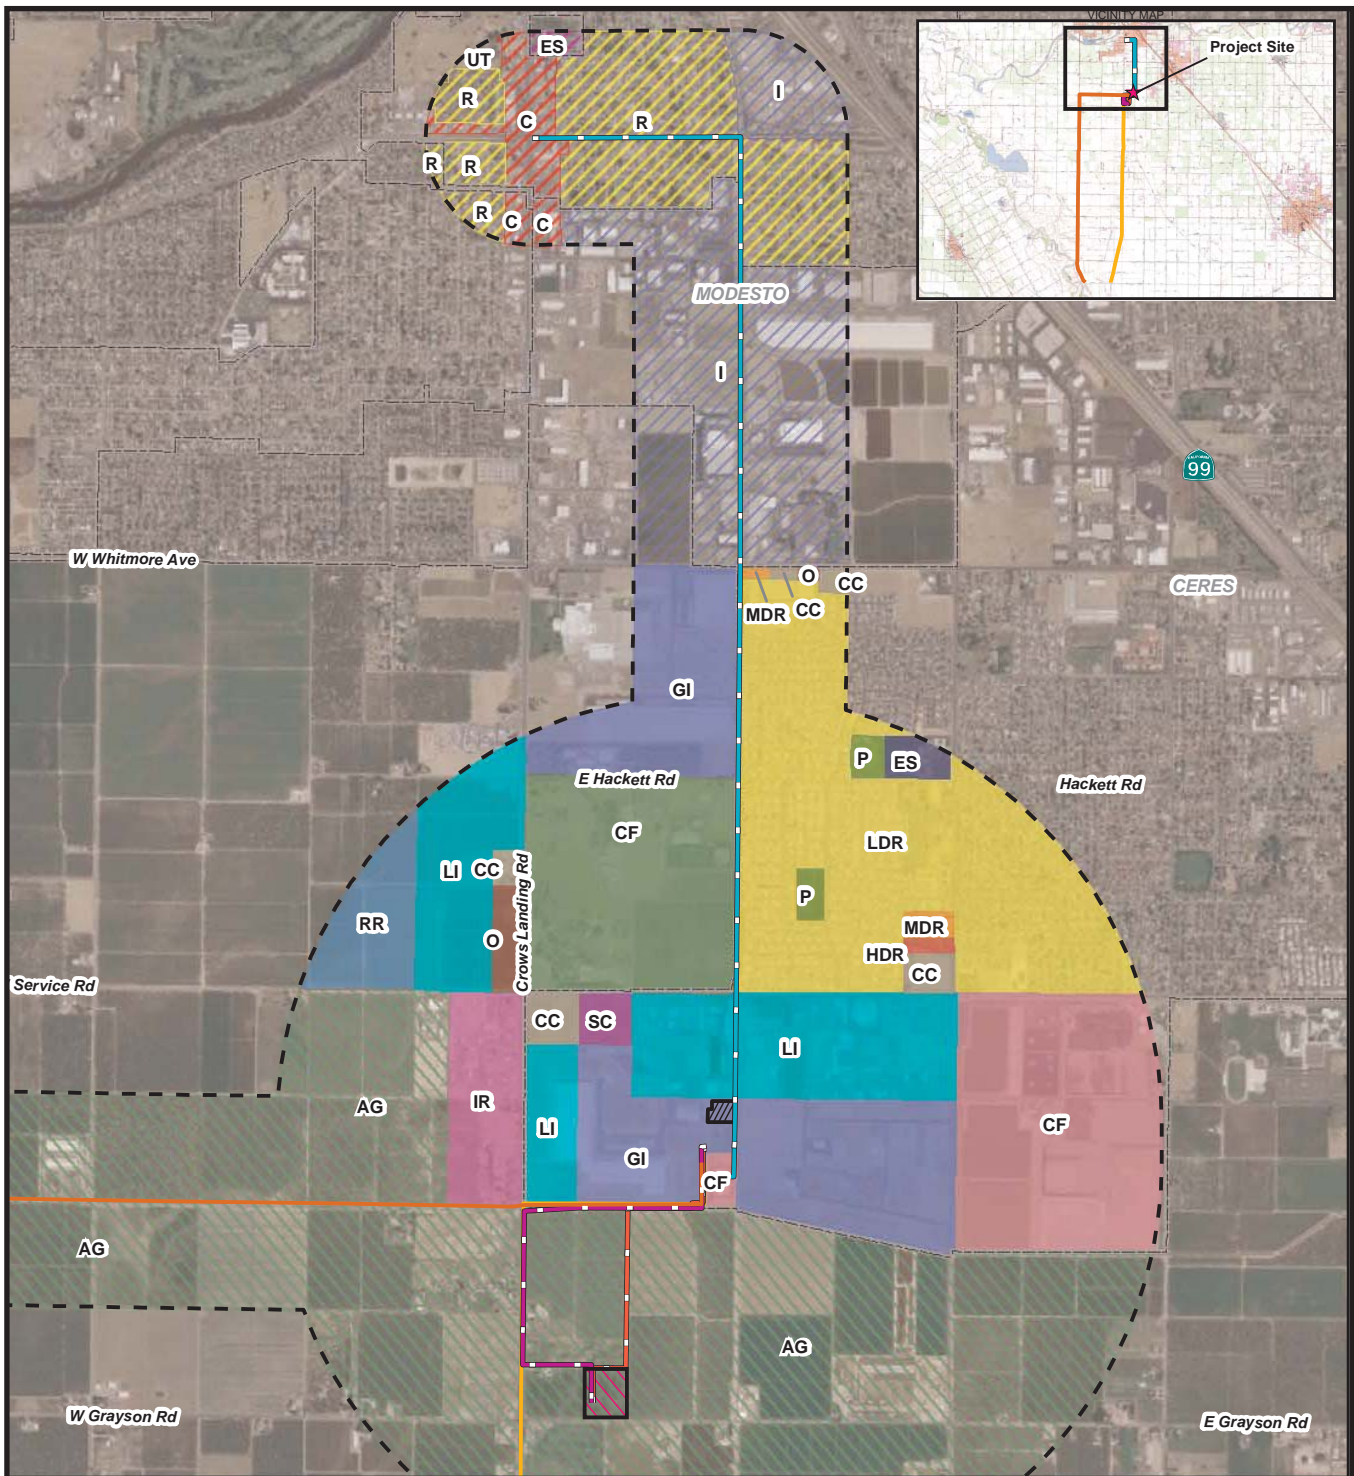 VICINITY MAP
Project Site
ES
UT
R
I
C
R
R
R
R
C
C
MODESTO
I
CALIFORNIA
99
W Whitmore Ave
O
CC
CERES
MDR
CC
GI
P
ES
E Hackett Rd
Hackett Rd
CF
LDR
LI
CC
Crows Landing Rd
P
RR
O
MDR
HDR
CC
Service Rd
CC
SC
LI
AG
IR
LI
CF
GI
CF
AG
AG
W Grayson Rd
E Grayson Rd